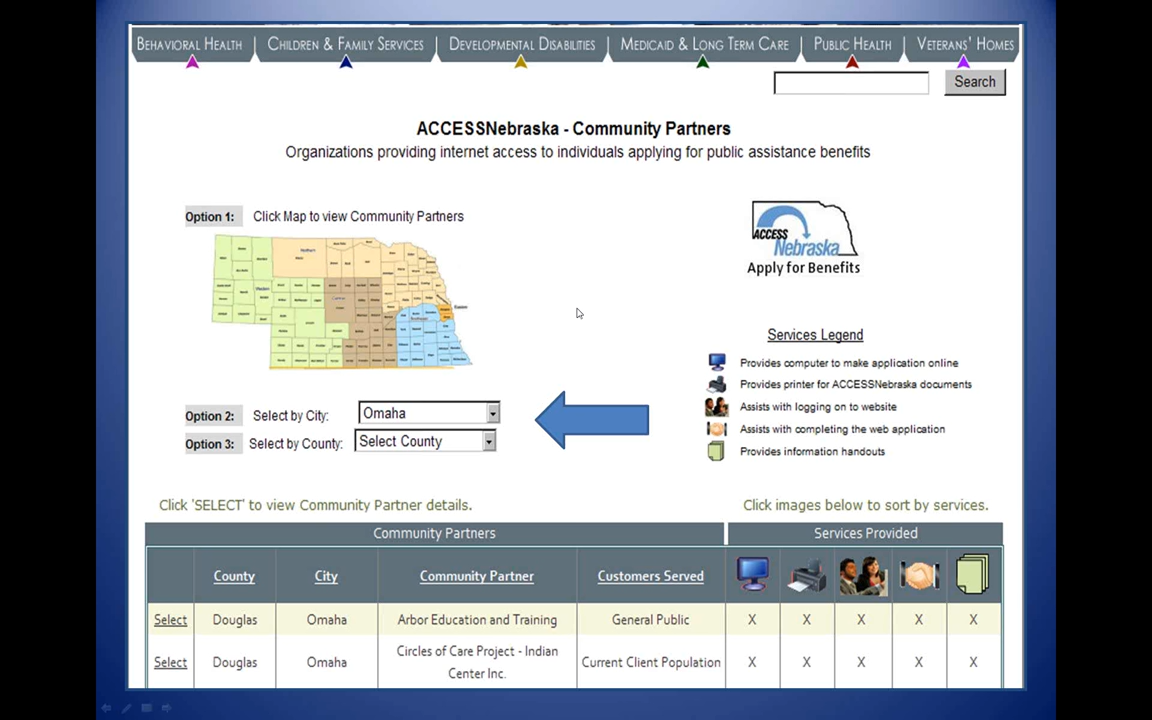 BEHAVIORAL HEALTH | CHILDREN & FAMILY SERVICES | DEVELOPMENTAL DISABILITIES | MEDICAID & LONG TERM CARE | PUBLIC HEALTH | VETERANS' HOMES
Search
ACCESSNebraska - Community Partners
Organizations providing internet access to individuals applying for public assistance benefits
Option 1: Click Map to view Community Partners
ACCESS
Nebraska
Apply for Benefits
Services Legend
Provides computer to make application online
Provides printer for ACCESSNebraska documents
Assists with logging on to website
Assists with completing the web application
Provides information handouts
Option 2: Select by City: Omaha
Option 3: Select by County: Select County
Click 'SELECT' to view Community Partner details.
Click images below to sort by services.
Community Partners Services Provided
County City Community Partner Customers Served
Select Douglas Omaha Arbor Education and Training General Public X X X X X
Select Douglas Omaha Circles of Care Project - Indian Center Inc. Current Client Population X X X X X